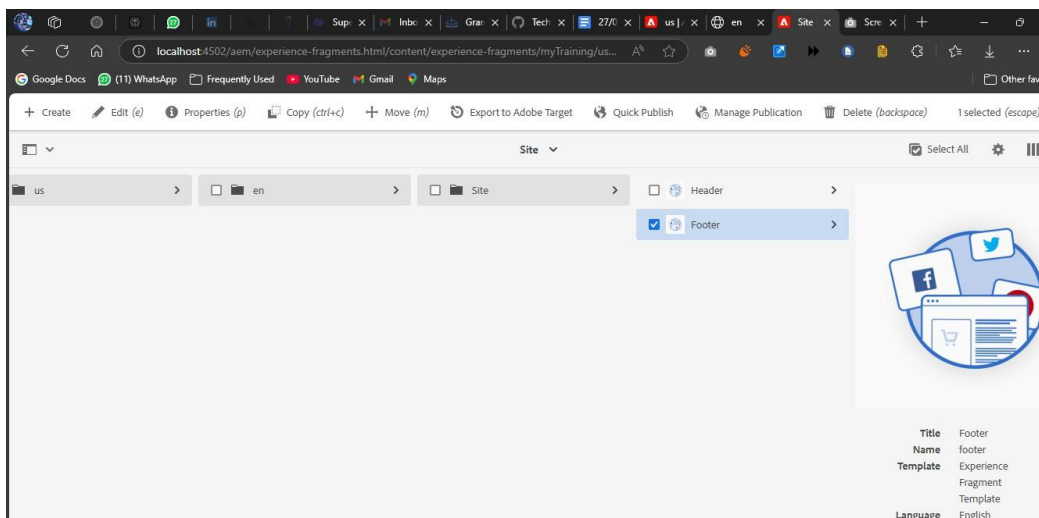 Supe
Inbo
Gran
Tech
27/0
us | /
en
Site
Scre
localhost:4502/aem/experience-fragments.html/content/experience-fragments/myTraining/us...
Google Docs (11) WhatsApp Frequently Used YouTube Gmail Maps Other fav
Create Edit (e) Properties (p) Copy (ctrl+c) Move (m) Export to Adobe Target Quick Publish Manage Publication Delete (backspace) 1 selected (escape)
Site Select All
us en Site Header
Footer
Title Footer
Name footer
Template Experience
Fragment
Template
Language English